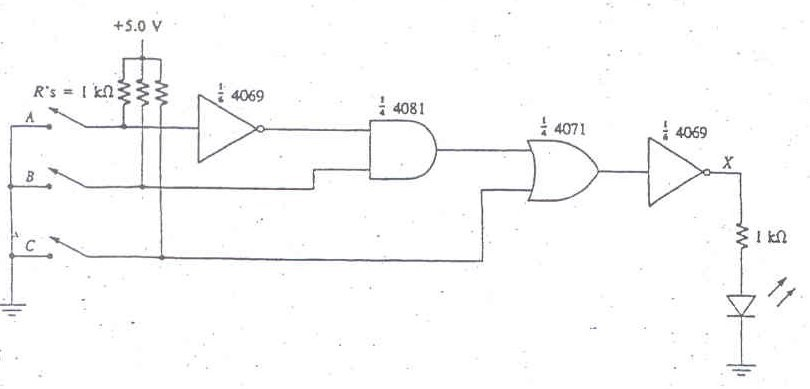 +5.0 V
R's = 1 kΩ
1/6 4069
A
1/4 4081
1/4 4071
1/6 4069
X
B
1 kΩ
C